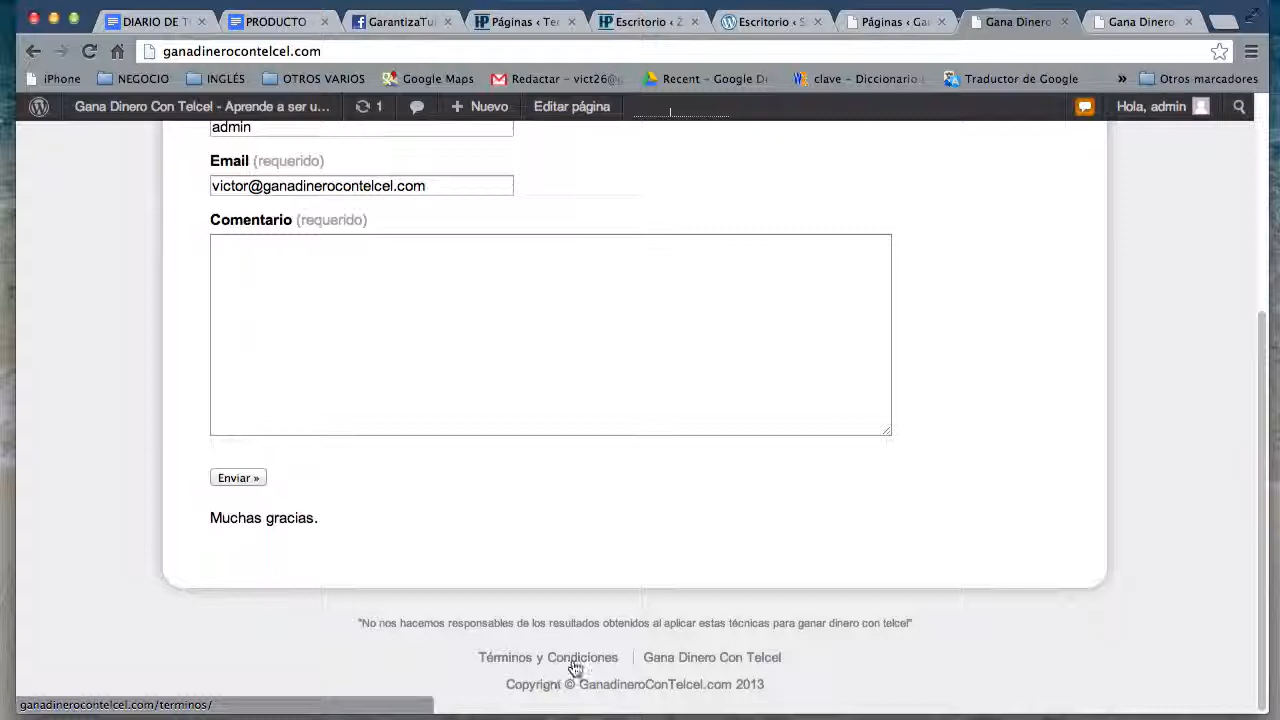 DIARIO DE T
PRODUCTO
GarantizaTu
Páginas ‹ Te
Escritorio ‹ 2
Escritorio ‹
Páginas ‹ Ga
Gana Dinero
Gana Dinero
ganadinerocontelcel.com
iPhone
NEGOCIO
INGLÉS
OTROS VARIOS
Google Maps
Redactar – vict26@g
Recent – Google Dr
clave – Diccionario
Traductor de Google
»
Otros marcadores
Gana Dinero Con Telcel - Aprende a ser u...
1
+ Nuevo
Editar página
Hola, admin
admin
Email (requerido)
victor@ganadinerocontelcel.com
Comentario (requerido)
Enviar »
Muchas gracias.
"No nos hacemos responsables de los resultados obtenidos al aplicar estas técnicas para ganar dinero con telcel"
Términos y Condiciones
Gana Dinero Con Telcel
Copyright © GanadineroConTelcel.com 2013
ganadinerocontelcel.com/terminos/